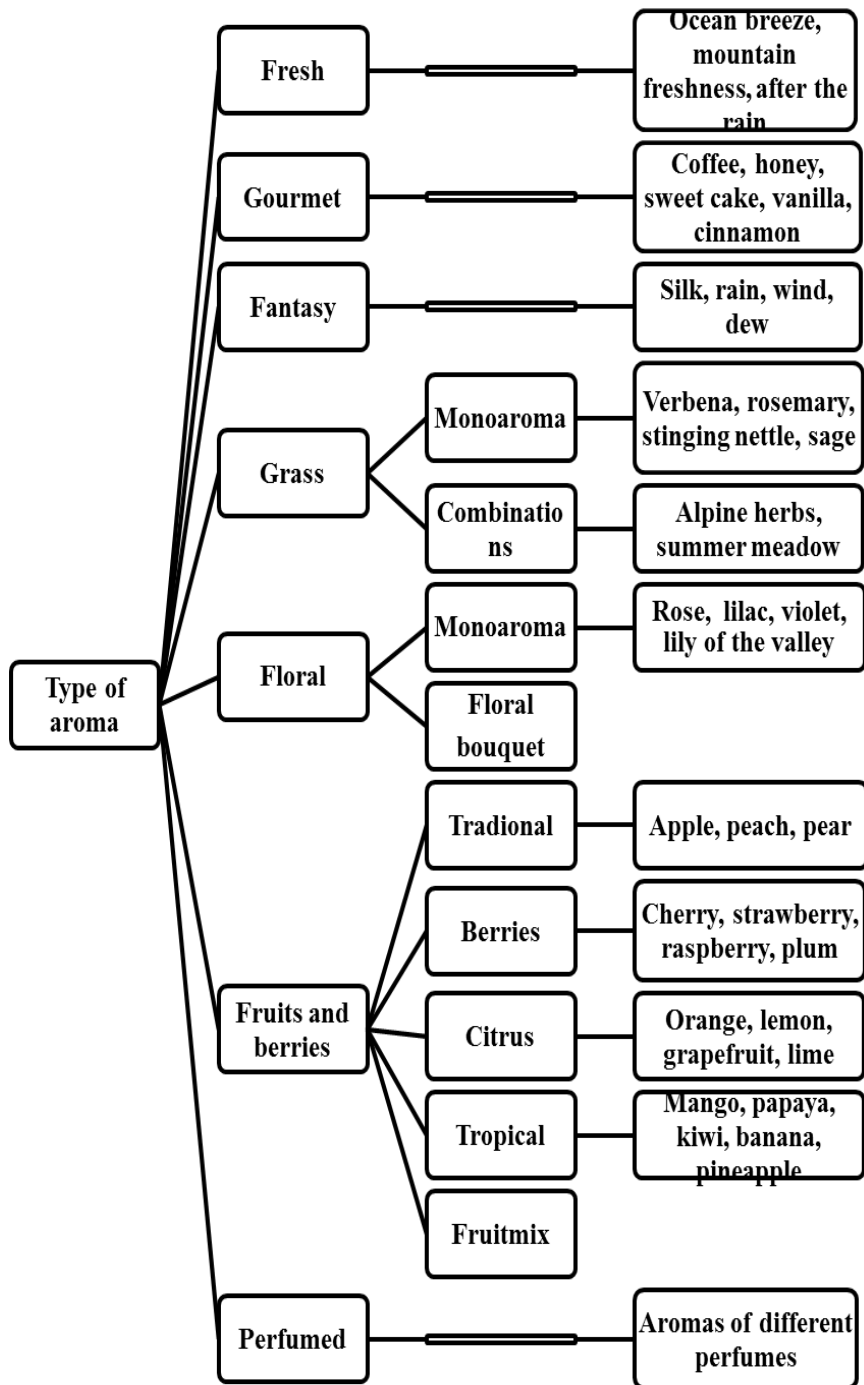 Fresh
Ocean breeze,
mountain
freshness, after the
rain
Gourmet
Coffee, honey,
sweet cake, vanilla,
cinnamon
Fantasy
Silk, rain, wind,
dew
Grass
Monoaroma
Verbena, rosemary,
stinging nettle, sage
Combinatio
ns
Alpine herbs,
summer meadow
Type of
aroma
Floral
Monoaroma
Rose, lilac, violet,
lily of the valley
Floral
bouquet
Fruits and
berries
Tradional
Apple, peach, pear
Berries
Cherry, strawberry,
raspberry, plum
Citrus
Orange, lemon,
grapefruit, lime
Tropical
Mango, papaya,
kiwi, banana,
pineapple
Fruitmix
Perfumed
Aromas of different
perfumes